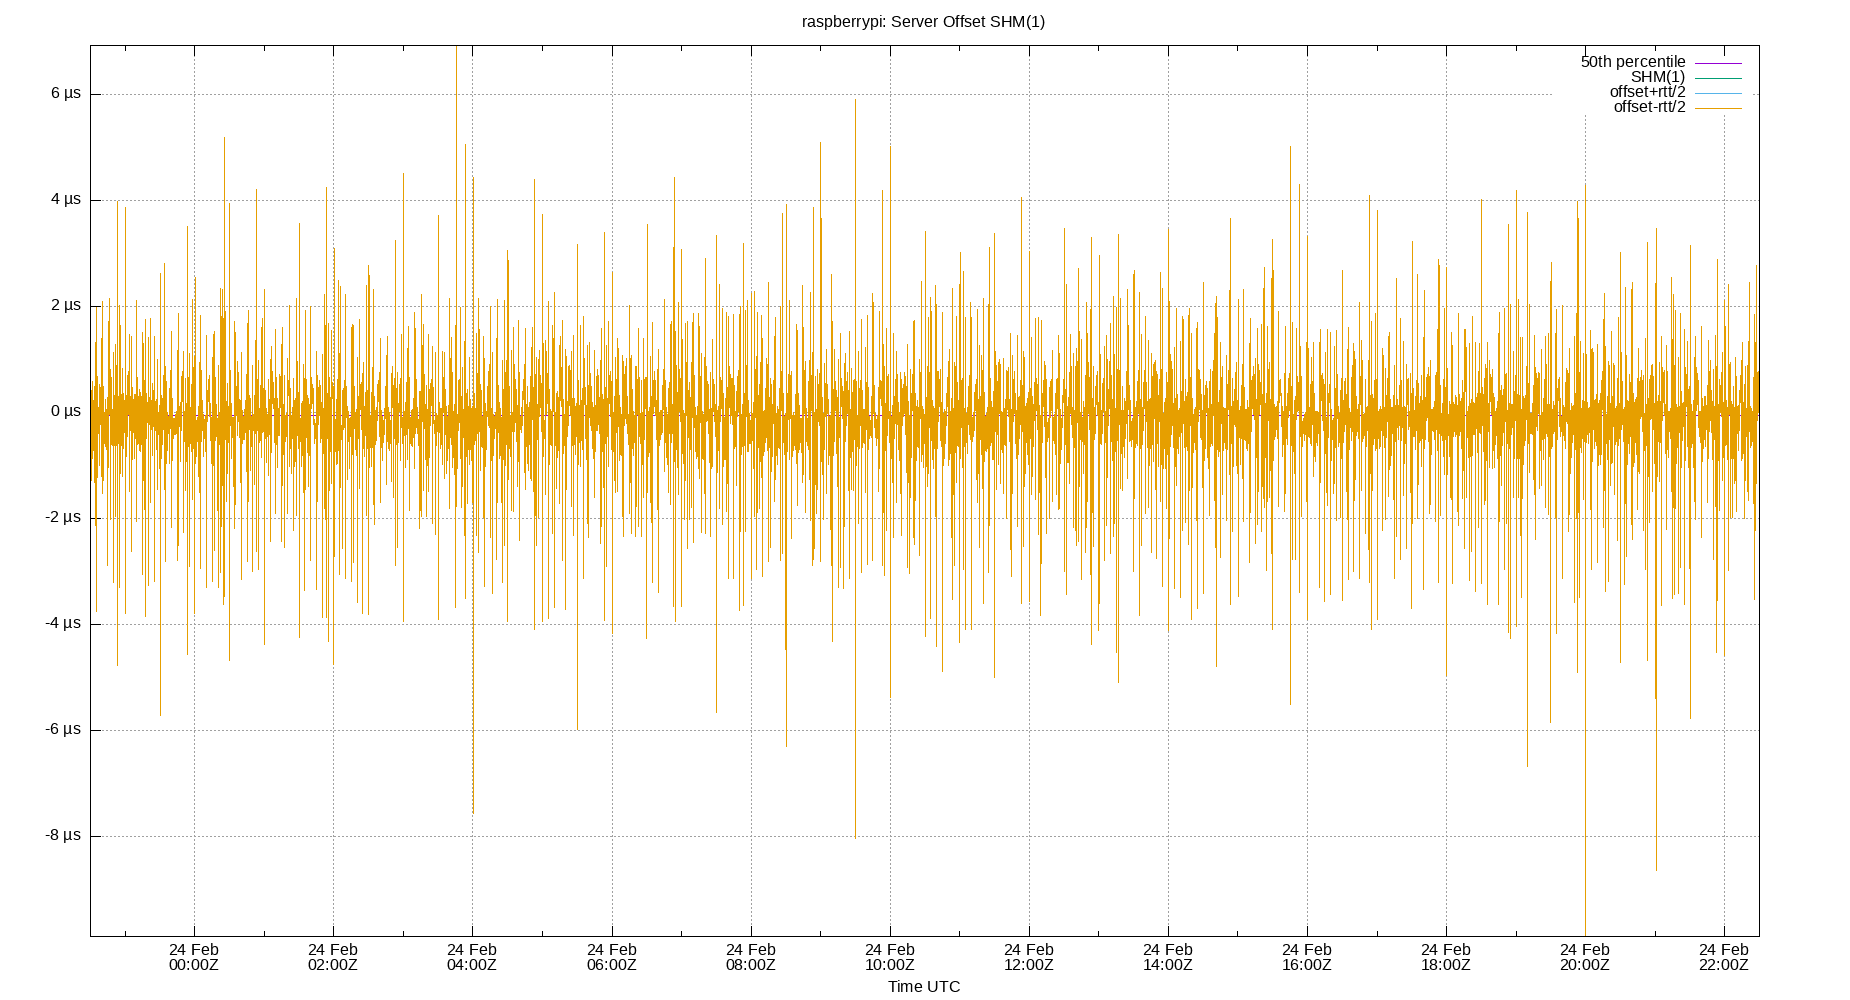 raspberrypi: Server Offset SHM(1)
50th percentile
SHM(1)
offset+rtt/2
offset-rtt/2
6 µs
4 µs
2 µs
0 µs
-2 µs
-4 µs
-6 µs
-8 µs
24 Feb 24 Feb 24 Feb 24 Feb 24 Feb 24 Feb 24 Feb 24 Feb 24 Feb 24 Feb 24 Feb 24 Feb
00:00Z 02:00Z 04:00Z 06:00Z 08:00Z 10:00Z 12:00Z 14:00Z 16:00Z 18:00Z 20:00Z 22:00Z
Time UTC